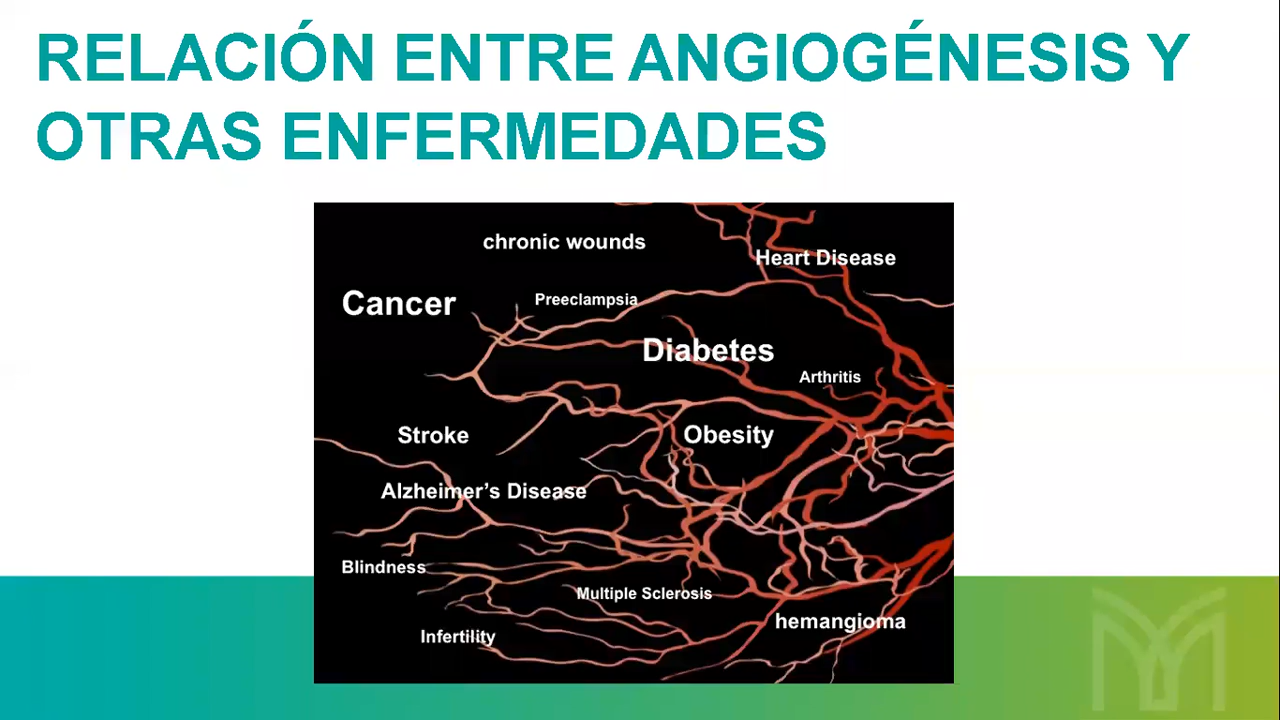 RELACIÓN ENTRE ANGIOGÉNESIS Y
OTRAS ENFERMEDADES
chronic wounds
Heart Disease
Cancer
Preeclampsia
Diabetes
Arthritis
Stroke
Obesity
Alzheimer's Disease
Blindness
Multiple Sclerosis
hemangioma
Infertility